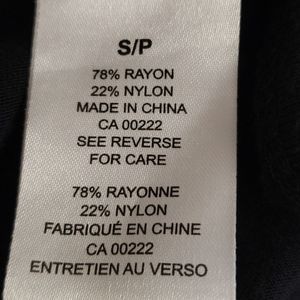 S/P
78% RAYON
22% NYLON
MADE IN CHINA
CA 00222
SEE REVERSE
FOR CARE
78% RAYONNE
22% NYLON
FABRIQUÉ EN CHINE
CA 00222
ENTRETIEN AU VERSO